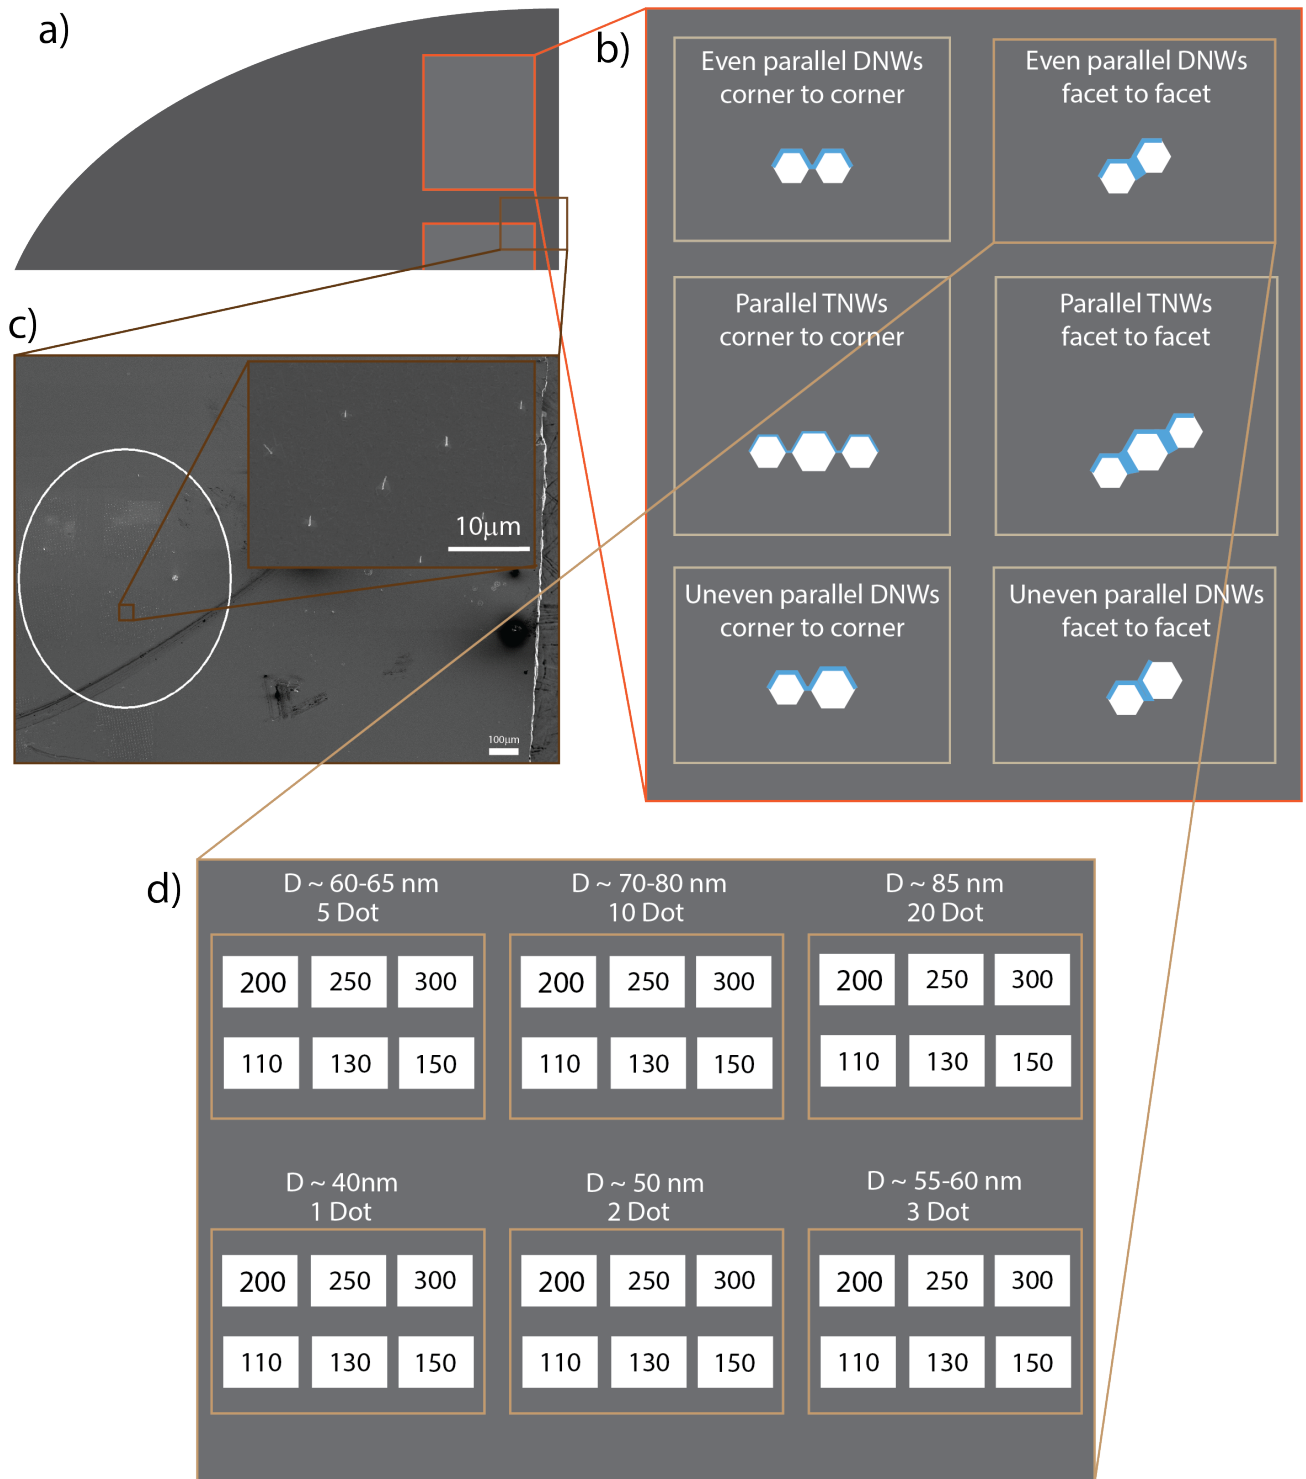 a)
b)
Even parallel DNWs
corner to corner
Even parallel DNWs
facet to facet
Parallel TNWs
corner to corner
Parallel TNWs
facet to facet
Uneven parallel DNWs
corner to corner
Uneven parallel DNWs
facet to facet
c)
10μm
100μm
d)
D ~ 60-65 nm
5 Dot
200 250 300
110 130 150
D ~ 70-80 nm
10 Dot
200 250 300
110 130 150
D ~ 85 nm
20 Dot
200 250 300
110 130 150
D ~ 40nm
1 Dot
200 250 300
110 130 150
D ~ 50 nm
2 Dot
200 250 300
110 130 150
D ~ 55-60 nm
3 Dot
200 250 300
110 130 150